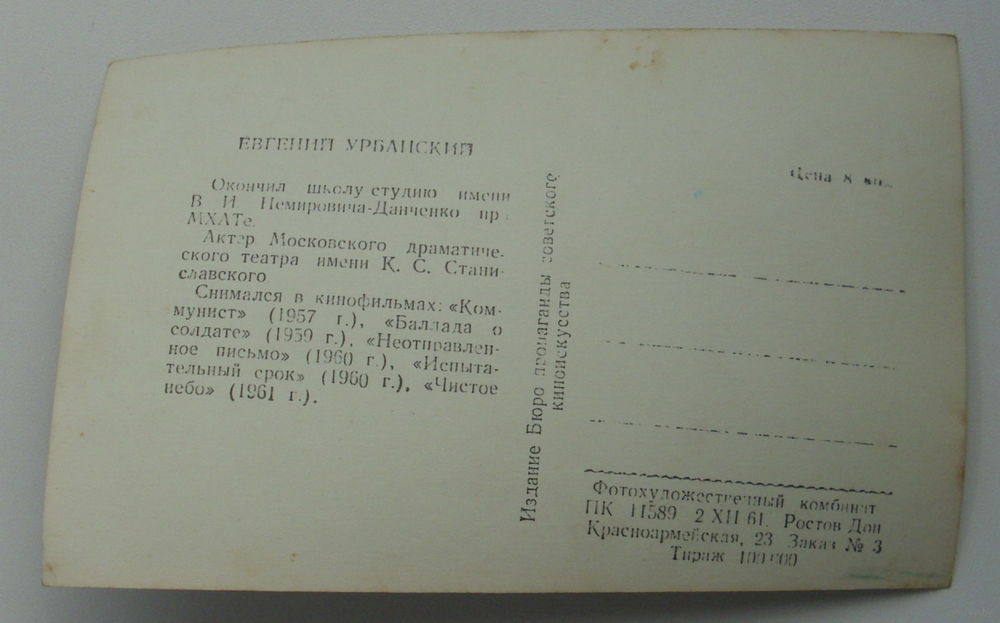 ЕВГЕНИЙ УРБАНСКИЙ
Окончил школу студию имени
В И. Немировича-Данченко при
МХАТе.
Актер Московского драматиче-
ского театра имени К. С. Стани-
славского.
Снимался в кинофильмах: «Ком-
мунист» (1957 г.), «Баллада о
солдате» (1959 г.), «Неотправлен-
ное письмо» (1960 г.), «Испыта-
тельный срок» (1960 г.), «Чистое
небо» (1961 г.).
Издание Бюро пропаганды советского
киноискусства
Цена 8 коп.
Фотохудожественный комбинат
ПК 11589 2 XII 61. Ростов Дон
Красноармейская, 23 Заказ № 3
Тираж 100 000